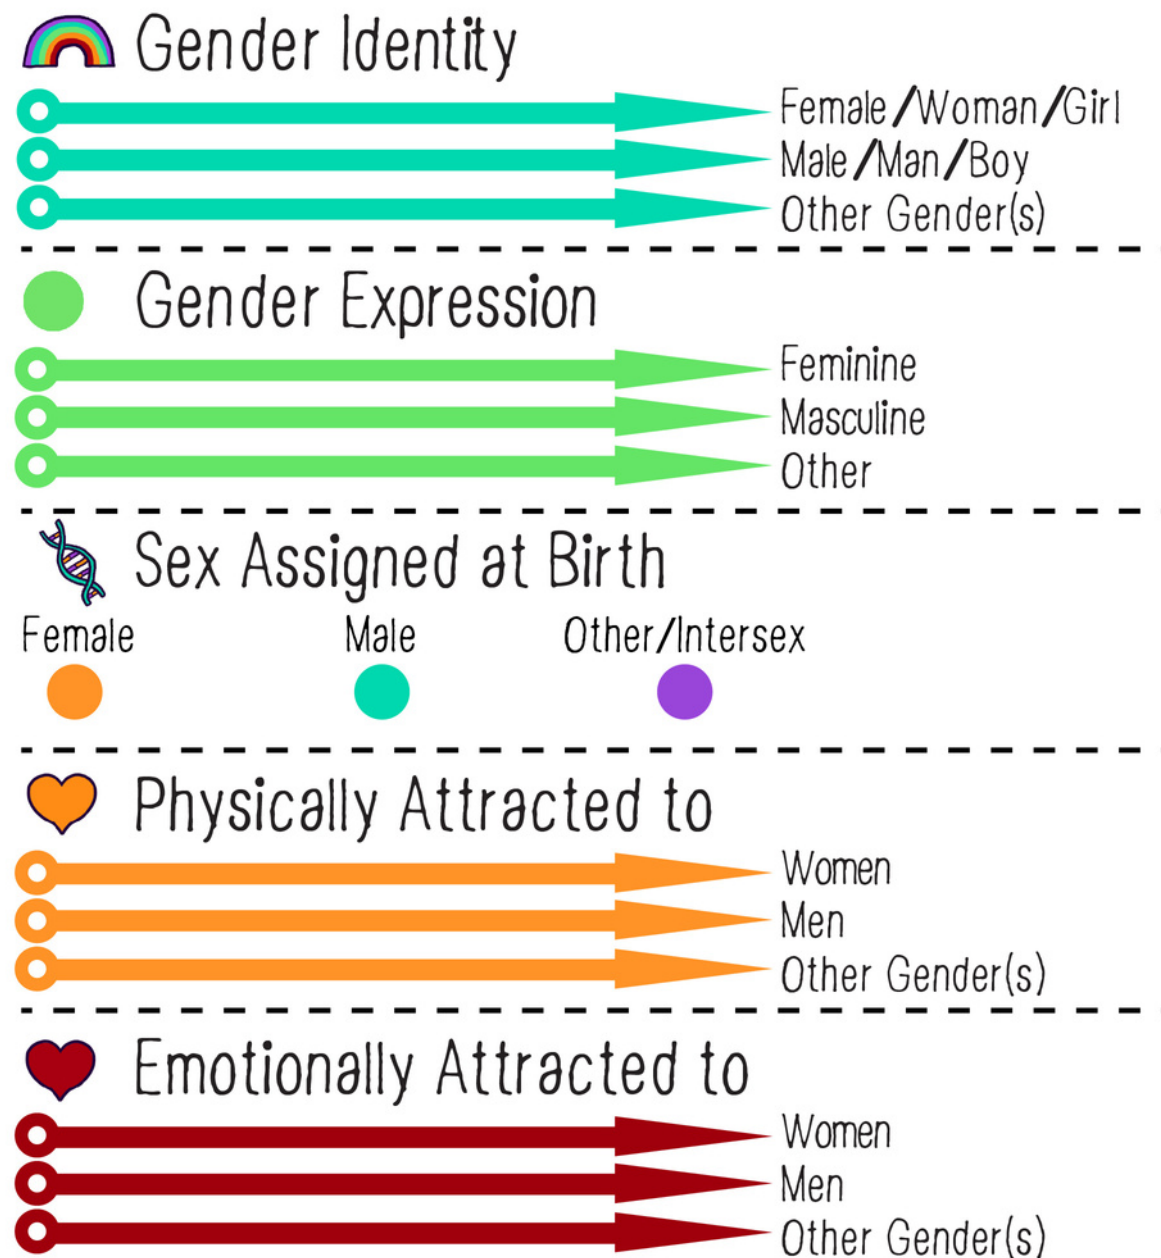 Gender Identity
Female/Woman/Girl
Male/Man/Boy
Other Gender(s)
Gender Expression
Feminine
Masculine
Other
Sex Assigned at Birth
Female Male Other/Intersex
Physically Attracted to
Women
Men
Other Gender(s)
Emotionally Attracted to
Women
Men
Other Gender(s)